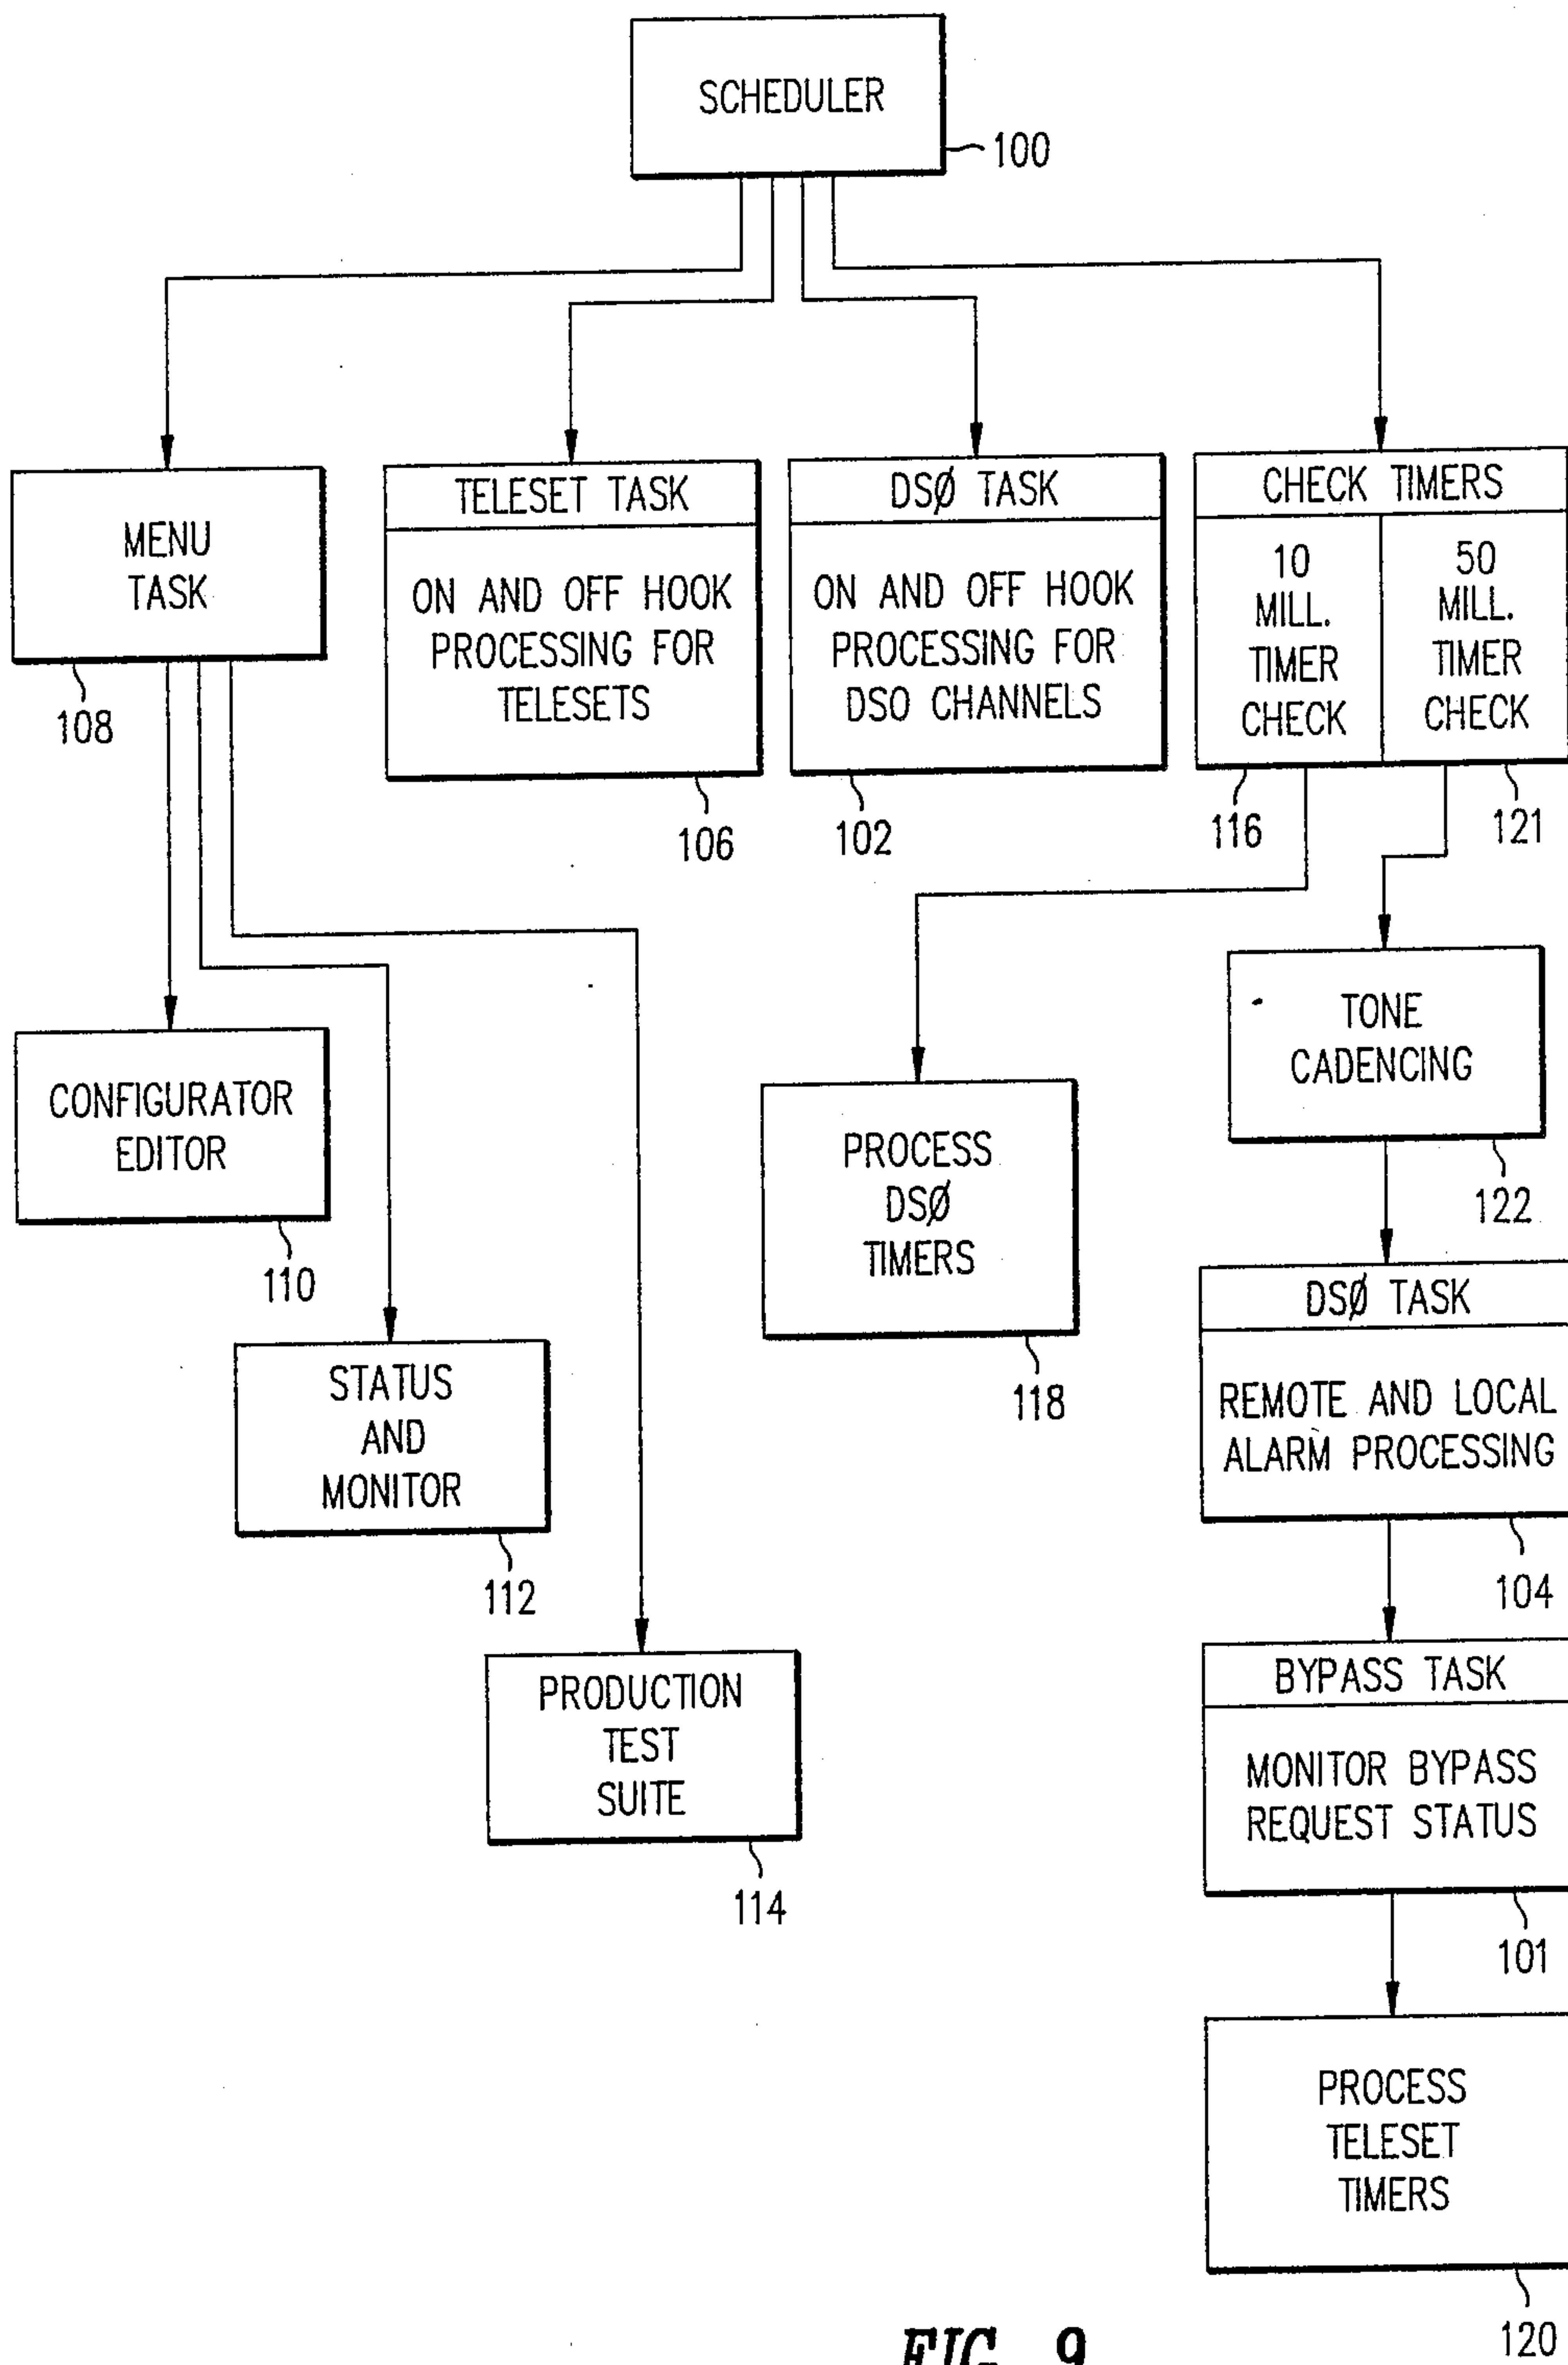 SCHEDULER
100
MENU
TASK
108
TELESET TASK
ON AND OFF HOOK
PROCESSING FOR
TELESETS
106
DSØ TASK
ON AND OFF HOOK
PROCESSING FOR
DSO CHANNELS
102
CHECK TIMERS
10
MILL.
TIMER
CHECK
116
50
MILL.
TIMER
CHECK
121
CONFIGURATOR
EDITOR
110
STATUS
AND
MONITOR
112
PRODUCTION
TEST
SUITE
114
PROCESS
DSØ
TIMERS
118
TONE
CADENCING
122
DSØ TASK
REMOTE AND LOCAL
ALARM PROCESSING
104
BYPASS TASK
MONITOR BYPASS
REQUEST STATUS
101
PROCESS
TELESET
TIMERS
120
FIG. 9